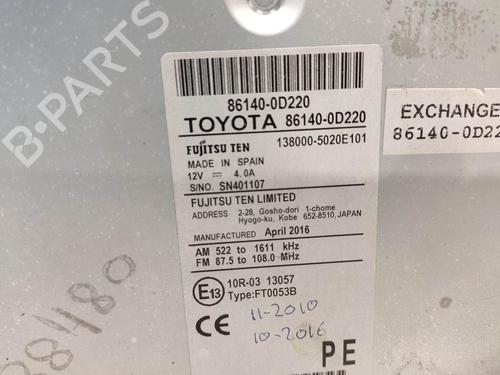 B-PARTS
86140-0D220
TOYOTA 86140-0D220
FUJITSU TEN 138000-5020E101
MADE IN SPAIN
12V 4.0A
S/NO. SN401107
FUJITSU TEN LIMITED
ADDRESS 2-28, Gosho-dori 1-chome
Hyogo-ku, Kobe 652-8510, JAPAN
MANUFACTURED April 2016
AM 522 to 1611 kHz
FM 87.5 to 108.0 MHz
E13 10R-03 13057
Type:FT0053B
CE
11-2010
10-2016
PE
EXCHANGE
86140-0D22
88480